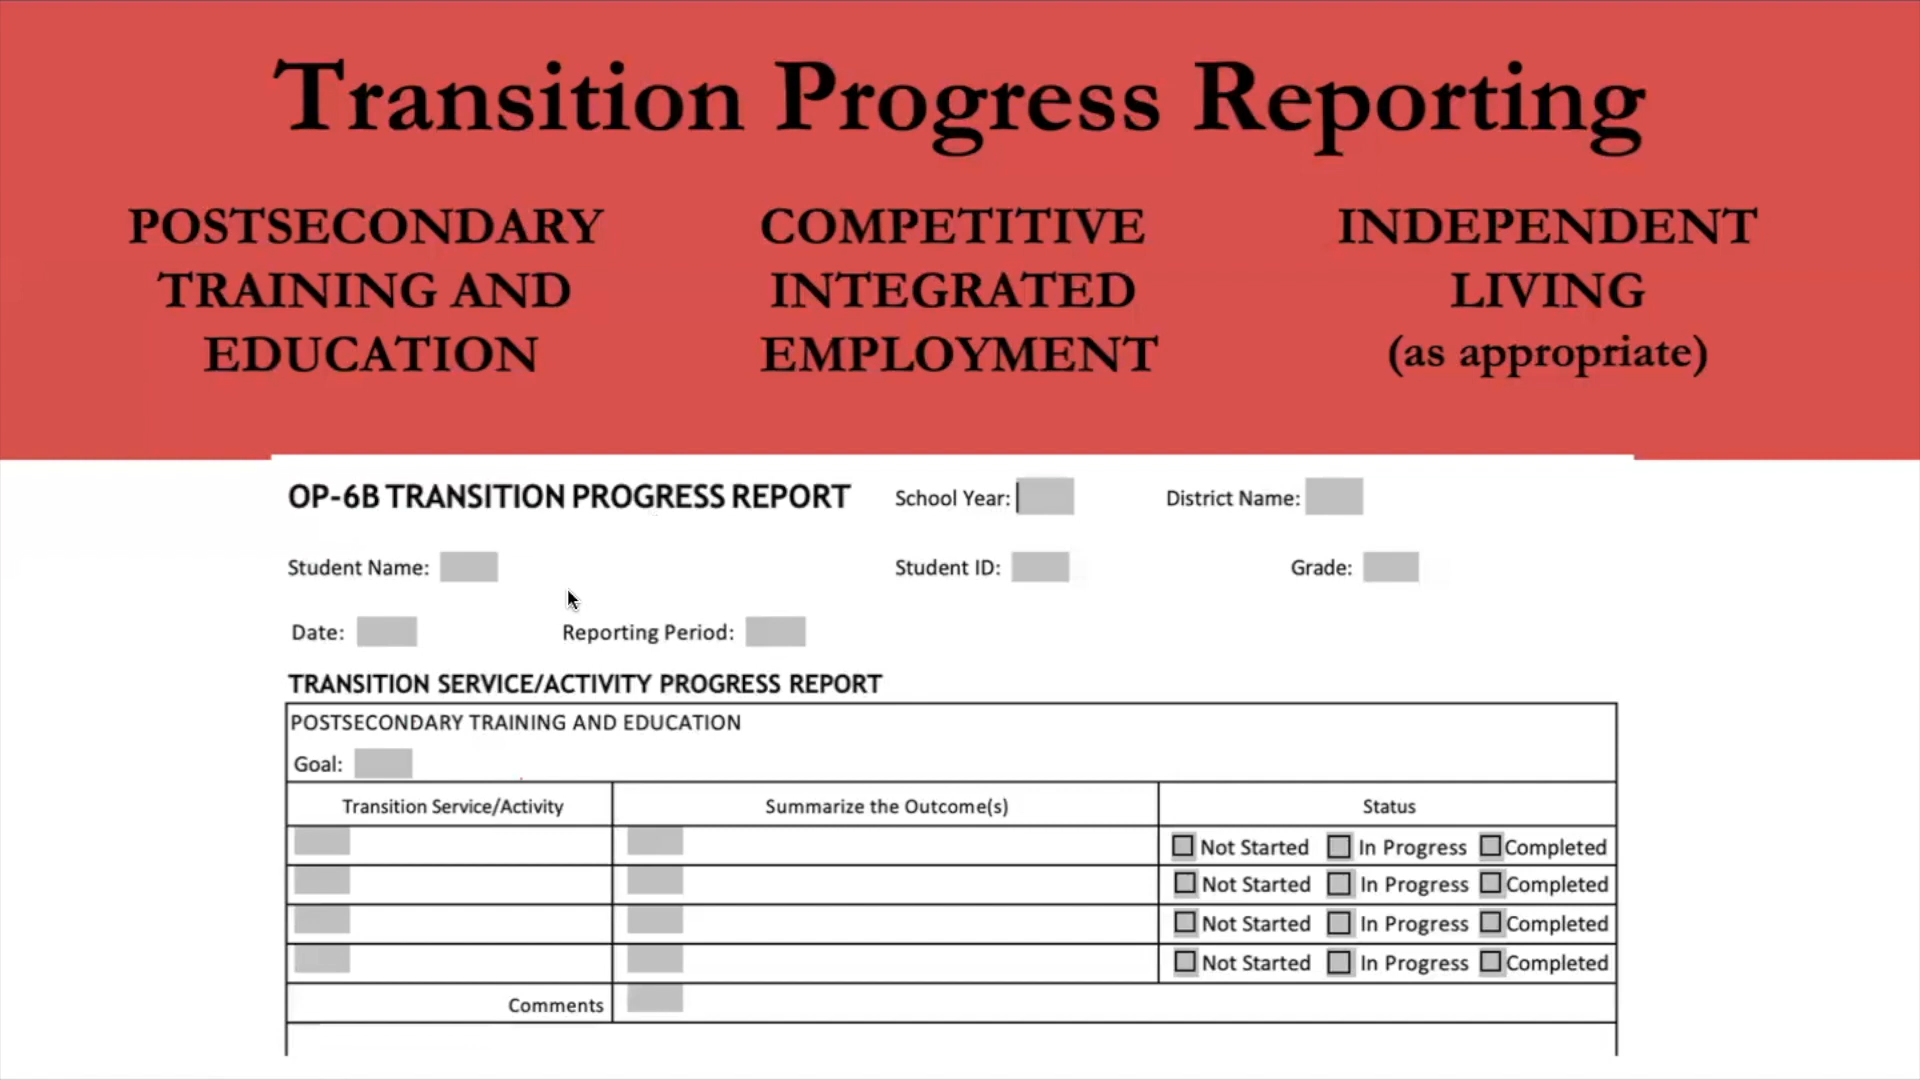 Transition Progress Reporting
POSTSECONDARY
TRAINING AND
EDUCATION
COMPETITIVE
INTEGRATED
EMPLOYMENT
INDEPENDENT
LIVING
(as appropriate)
OP-6B TRANSITION PROGRESS REPORT School Year: District Name:
Student Name: Student ID: Grade:
Date: Reporting Period:
TRANSITION SERVICE/ACTIVITY PROGRESS REPORT
POSTSECONDARY TRAINING AND EDUCATION
Goal:
Transition Service/Activity Summarize the Outcome(s) Status
Not Started In Progress Completed
Not Started In Progress Completed
Not Started In Progress Completed
Not Started In Progress Completed
Comments